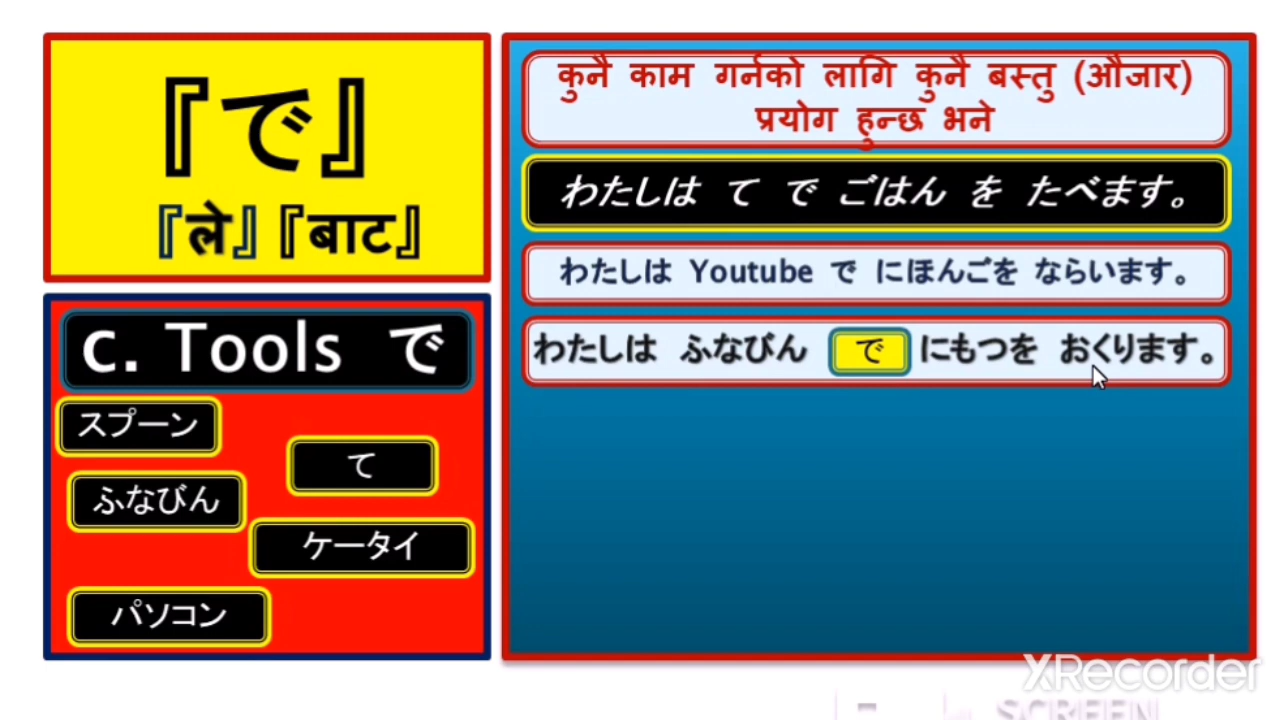 『で』
『ले』『बाट』
c. Tools で
スプーン
て
ふなびん
ケータイ
パソコン
कुनै काम गर्नको लागि कुनै बस्तु (औजार)
प्रयोग हुन्छ भने
わたしは て で ごはん を たべます。
わたしは Youtube で にほんごを ならいます。
わたしは ふなびん で にもつを おくります。
XRecorder